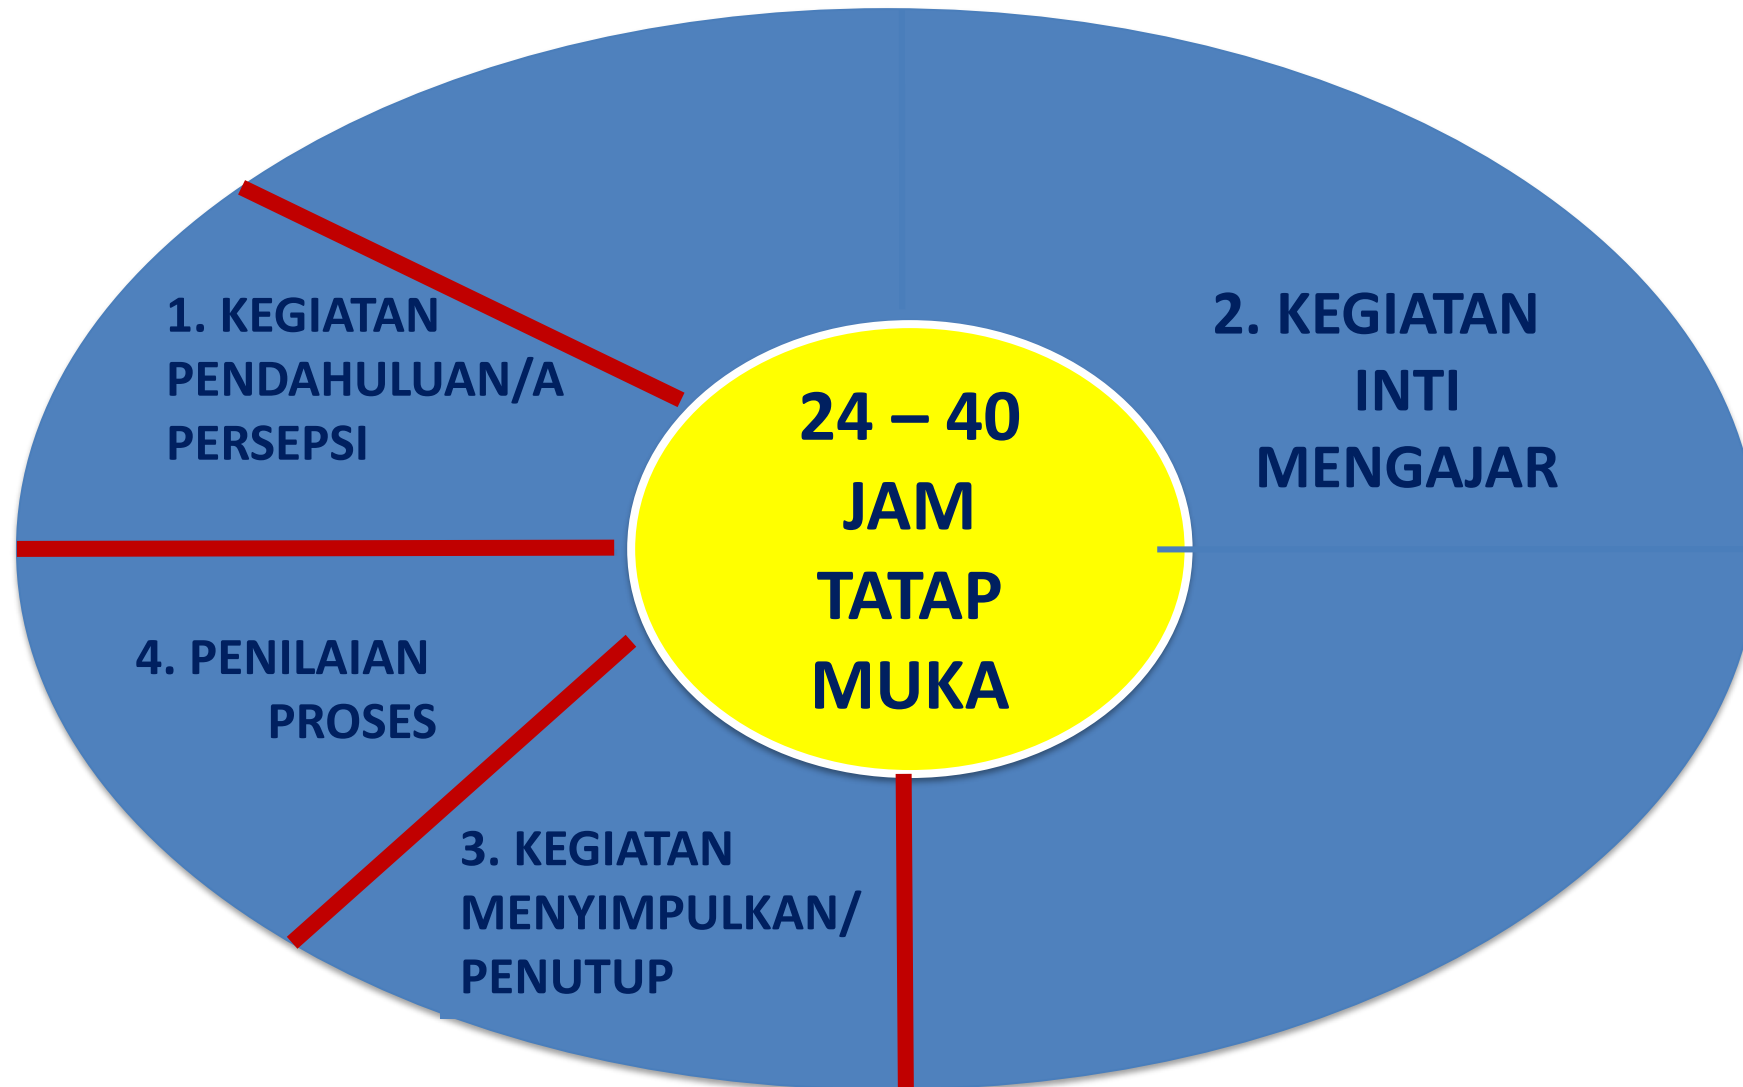 1. KEGIATAN
PENDAHULUAN/A
PERSEPSI
2. KEGIATAN
INTI
MENGAJAR
24 – 40
JAM
TATAP
MUKA
4. PENILAIAN
PROSES
3. KEGIATAN
MENYIMPULKAN/
PENUTUP